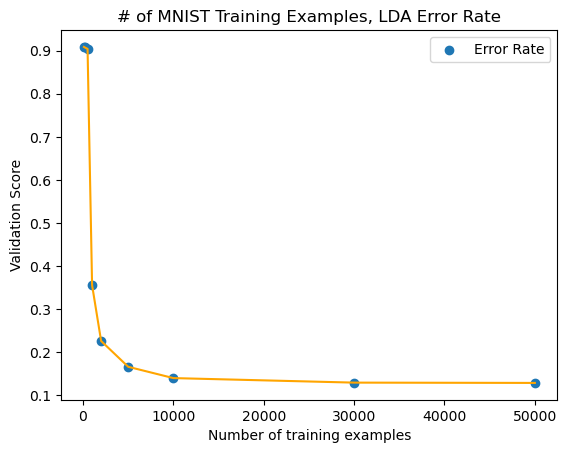 # of MNIST Training Examples, LDA Error Rate
Error Rate
Validation Score
0.9
0.8
0.7
0.6
0.5
0.4
0.3
0.2
0.1
0 10000 20000 30000 40000 50000
Number of training examples